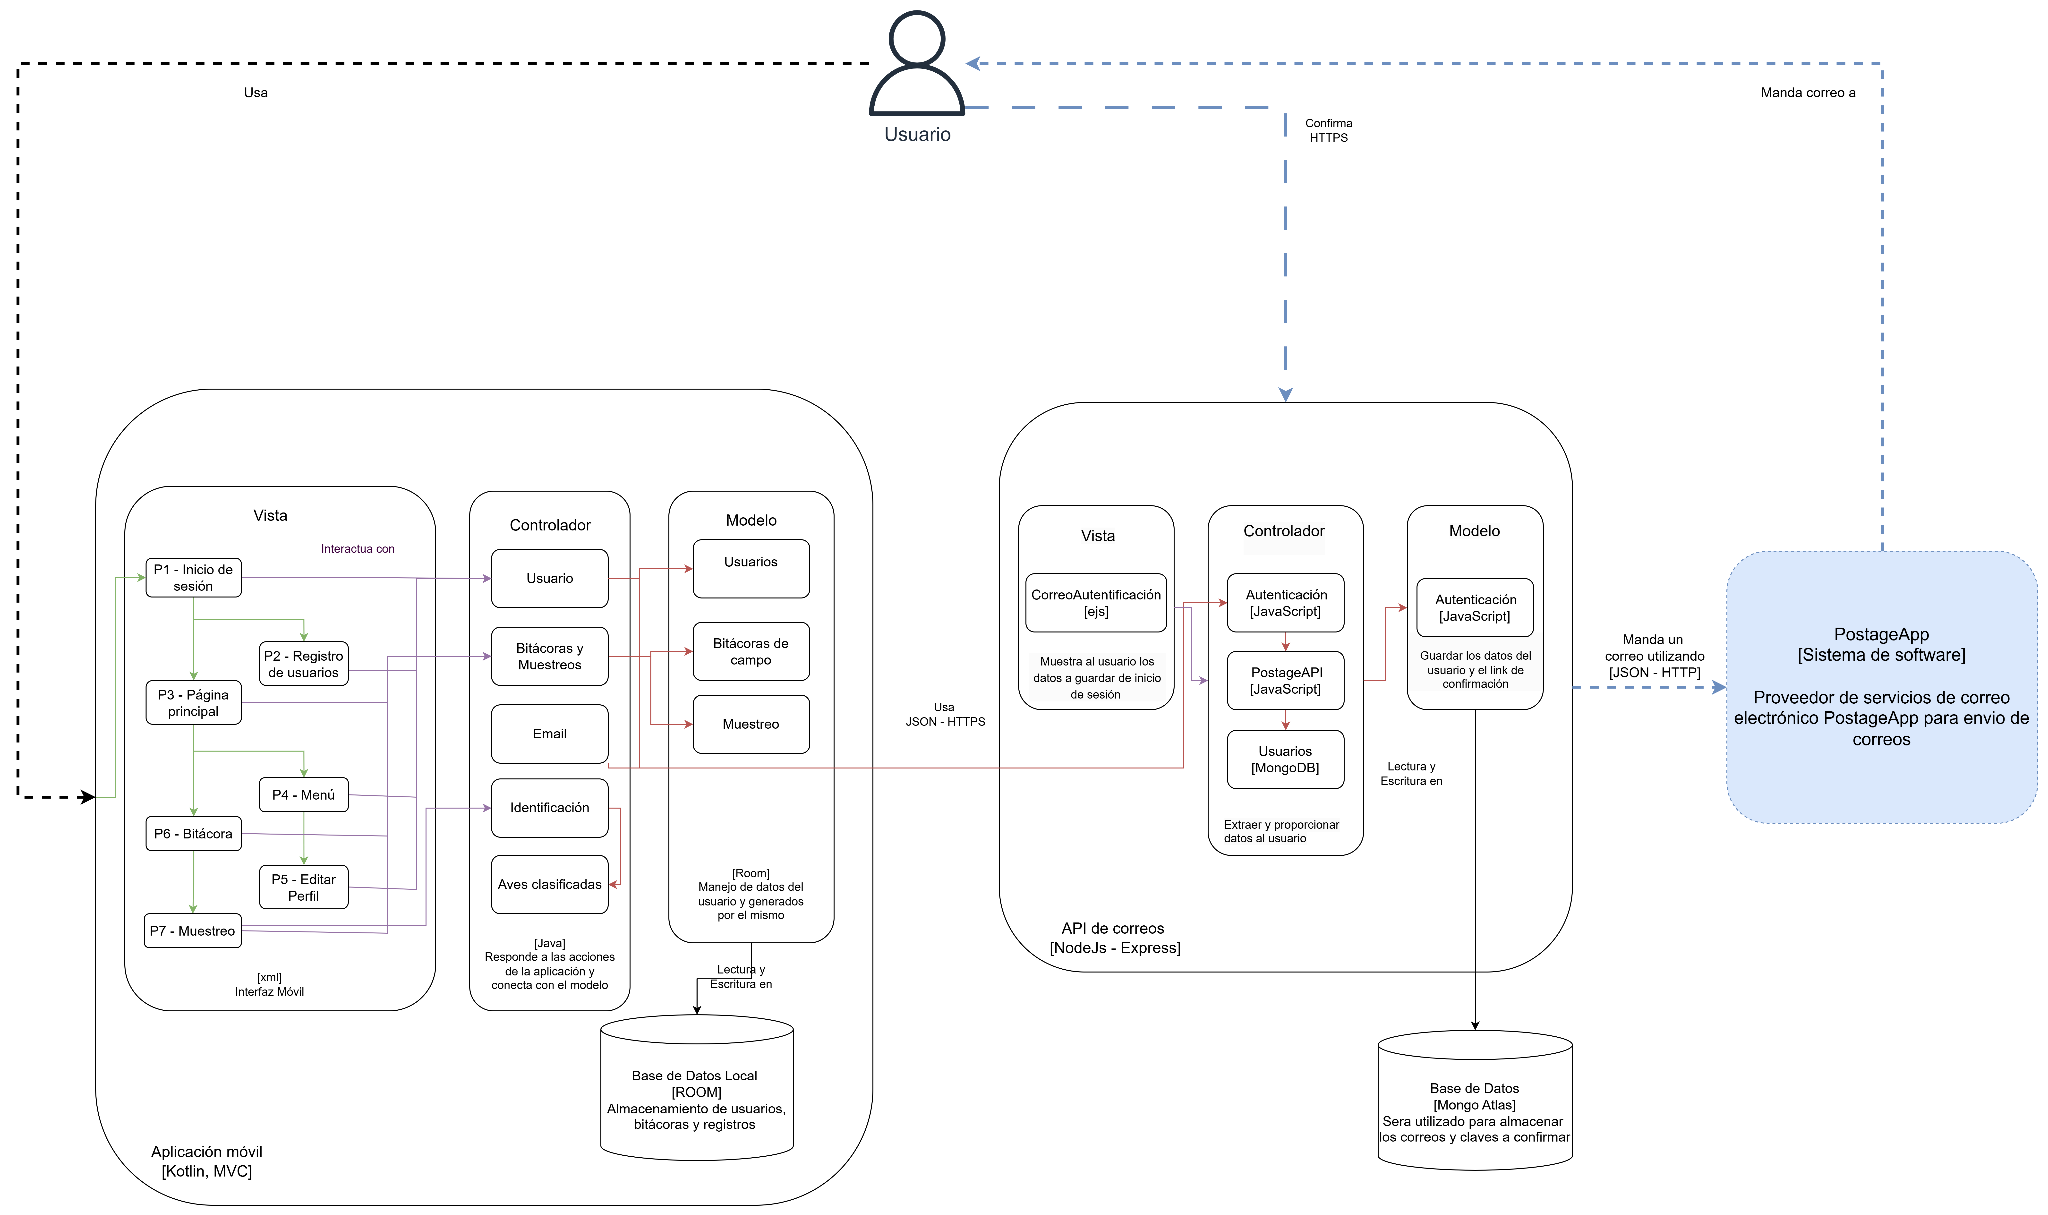 Usuario
Usa
Manda correo a
Confirma
HTTPS
Vista
Interactua con
P1 - Inicio de
sesión
P2 - Registro
de usuarios
P3 - Página
principal
P4 - Menú
P6 - Bitácora
P5 - Editar
Perfil
P7 - Muestreo
[xml]
Interfaz Móvil
Controlador
Usuario
Bitácoras y
Muestreos
Email
Identificación
Aves clasificadas
[Java]
Responde a las acciones
de la aplicación y
conecta con el modelo
Modelo
Usuarios
Bitácoras de
campo
Muestreo
[Room]
Manejo de datos del
usuario y generados
por el mismo
Lectura y
Escritura en
Base de Datos Local
[ROOM]
Almacenamiento de usuarios,
bitácoras y registros
Aplicación móvil
[Kotlin, MVC]
Usa
JSON - HTTPS
Vista
CorreoAutentificación
[ejs]
Muestra al usuario los
datos a guardar de inicio
de sesión
Controlador
Autenticación
[JavaScript]
PostageAPI
[JavaScript]
Usuarios
[MongoDB]
Extraer y proporcionar
datos al usuario
Modelo
Autenticación
[JavaScript]
Guardar los datos del
usuario y el link de
confirmación
Lectura y
Escritura en
API de correos
[NodeJs - Express]
Base de Datos
[Mongo Atlas]
Sera utilizado para almacenar
los correos y claves a confirmar
Manda un
correo utilizando
[JSON - HTTP]
PostageApp
[Sistema de software]
Proveedor de servicios de correo
electrónico PostageApp para envio de
correos